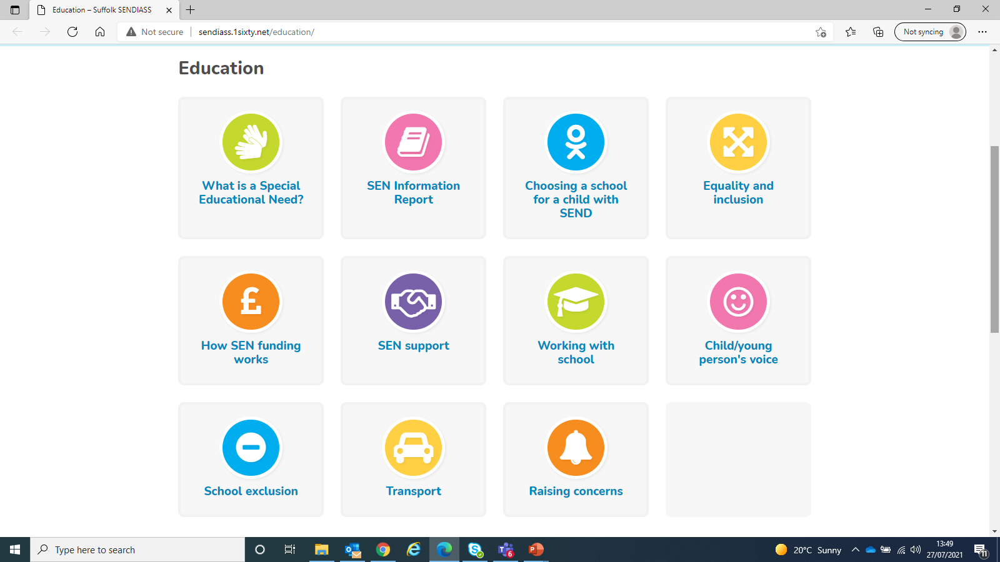 Education – Suffolk SENDIASS
Not secure
sendiass.1sixty.net/education/
Not syncing
Education
What is a Special
Educational Need?
SEN Information
Report
Choosing a school
for a child with
SEND
Equality and
inclusion
£
How SEN funding
works
SEN support
Working with
school
Child/young
person's voice
School exclusion
Transport
Raising concerns
Type here to search
6
20°C Sunny
13:49
27/07/2021
11